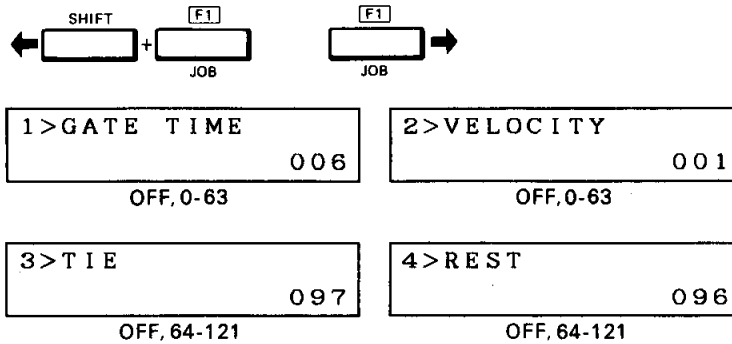 SHIFT F1 F1
+
JOB JOB
1>GATE TIME
006
OFF, 0-63
2>VELOCITY
001
OFF, 0-63
3>TIE
097
OFF, 64-121
4>REST
096
OFF, 64-121